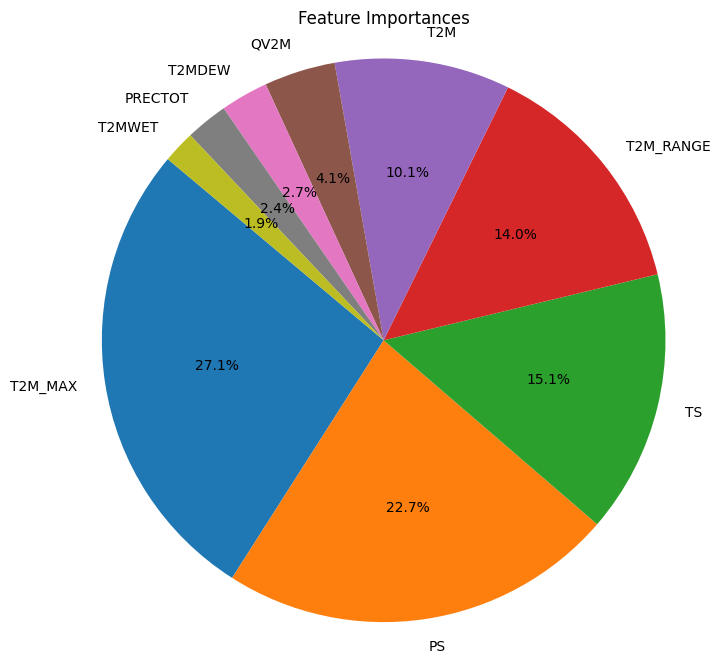 Feature Importances
T2M
QV2M
T2MDEW
PRECTOT
T2MWET
T2M_RANGE
10.1%
4.1%
2.7%
2.4%
1.9%
14.0%
27.1%
T2M_MAX
15.1%
TS
22.7%
PS